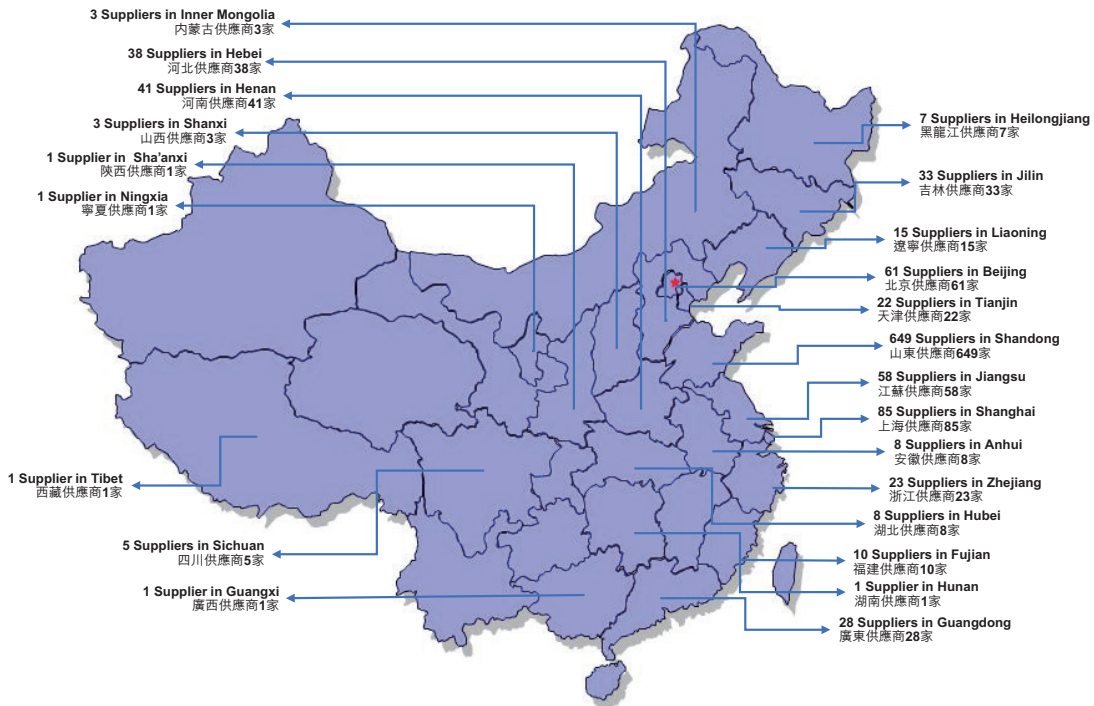 3 Suppliers in Inner Mongolia
内蒙古供應商3家
38 Suppliers in Hebei
河北供應商38家
41 Suppliers in Henan
河南供應商41家
3 Suppliers in Shanxi
山西供應商3家
1 Supplier in Sha'anxi
陝西供應商1家
1 Supplier in Ningxia
寧夏供應商1家
1 Supplier in Tibet
西藏供應商1家
5 Suppliers in Sichuan
四川供應商5家
1 Supplier in Guangxi
廣西供應商1家
7 Suppliers in Heilongjiang
黑龍江供應商7家
33 Suppliers in Jilin
吉林供應商33家
15 Suppliers in Liaoning
遼寧供應商15家
61 Suppliers in Beijing
北京供應商61家
22 Suppliers in Tianjin
天津供應商22家
649 Suppliers in Shandong
山東供應商649家
58 Suppliers in Jiangsu
江蘇供應商58家
85 Suppliers in Shanghai
上海供應商85家
8 Suppliers in Anhui
安徽供應商8家
23 Suppliers in Zhejiang
浙江供應商23家
8 Suppliers in Hubei
湖北供應商8家
10 Suppliers in Fujian
福建供應商10家
1 Supplier in Hunan
湖南供應商1家
28 Suppliers in Guangdong
廣東供應商28家